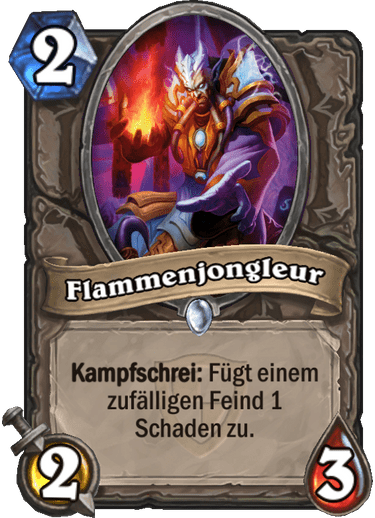 2
Flammenjongleur
Kampfschrei: Fügt einem
zufälligen Feind 1
Schaden zu.
2
3